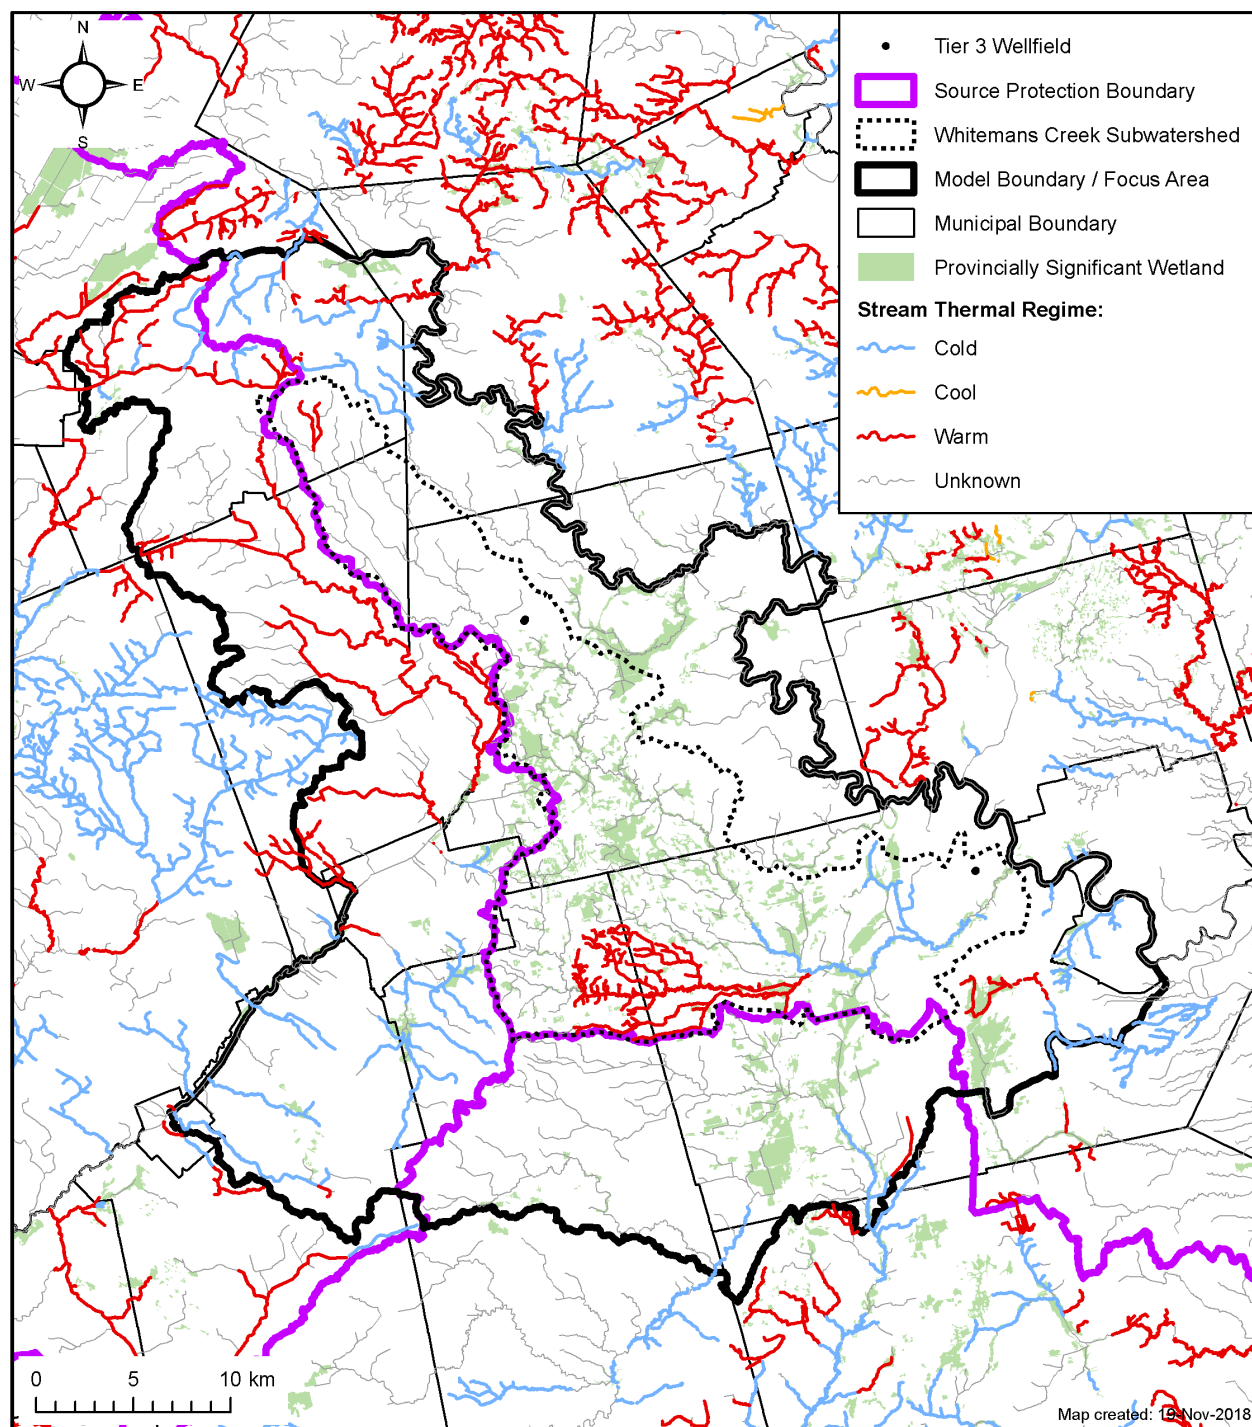 N
W
E
S
Tier 3 Wellfield
Source Protection Boundary
Whitemans Creek Subwatershed
Model Boundary / Focus Area
Municipal Boundary
Provincially Significant Wetland
Stream Thermal Regime:
Cold
Cool
Warm
Unknown
0 5 10 km
Map created: 19-Nov-2018